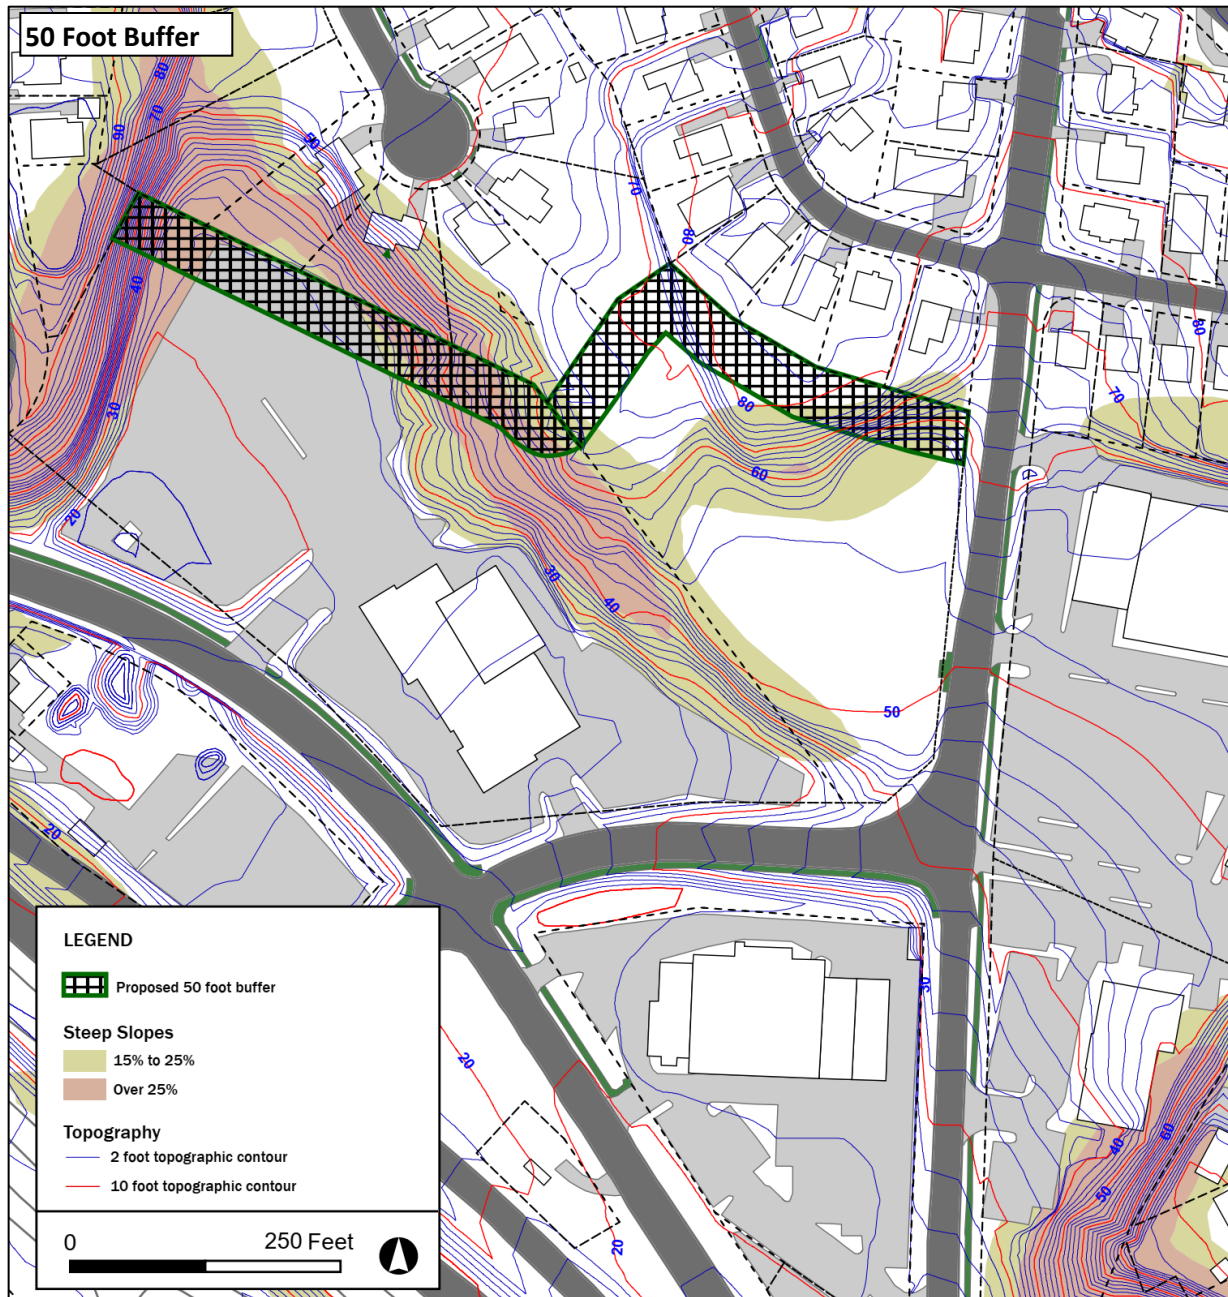 50 Foot Buffer
80
70
90
50
70
80
40
80
70
30
80
60
20
30
40
50
20
30
20
20
40
60
50
LEGEND
Proposed 50 foot buffer
Steep Slopes
15% to 25%
Over 25%
Topography
2 foot topographic contour
10 foot topographic contour
0 250 Feet